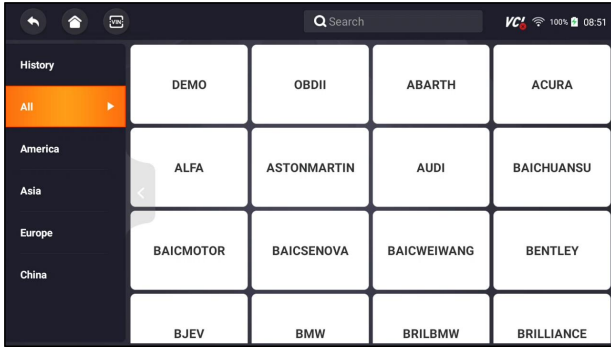 VIN
Search
VCI
100%
08:51
History
All
America
Asia
Europe
China
DEMO
OBDII
ABARTH
ACURA
ALFA
ASTONMARTIN
AUDI
BAICHUANSU
BAICMOTOR
BAICSENOVA
BAICWEIWANG
BENTLEY
BJEV
BMW
BRILBMW
BRILLIANCE